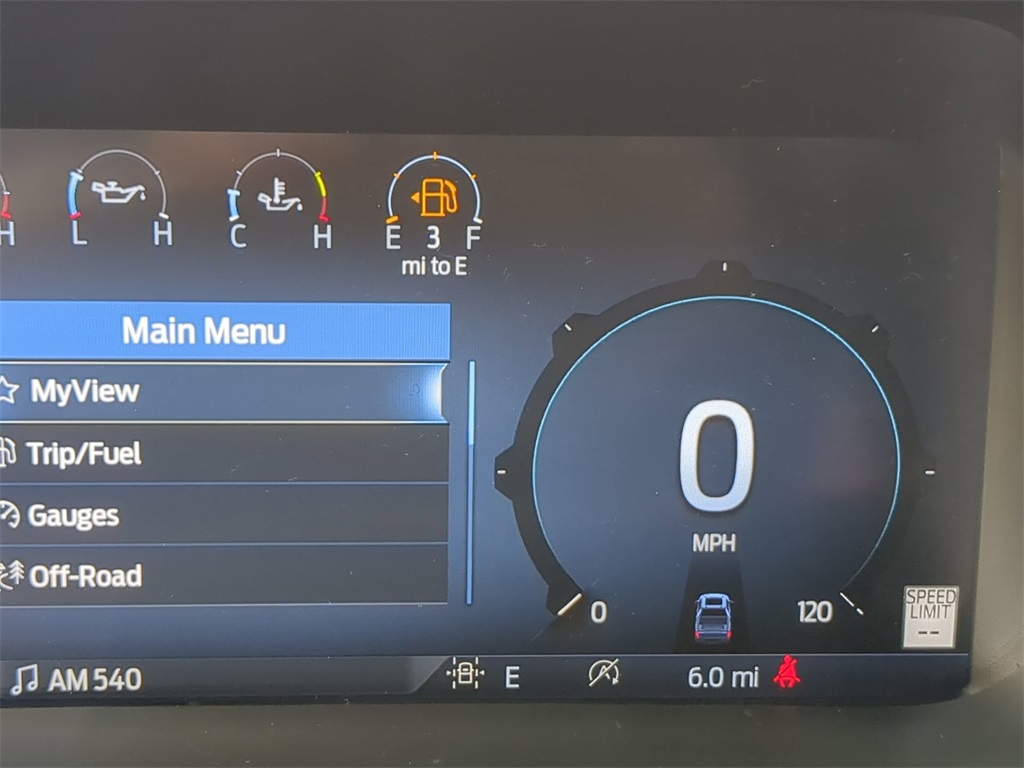 H
L H
C H
E 3 F
mi to E
Main Menu
MyView
Trip/Fuel
Gauges
Off-Road
0
MPH
0 120
SPEED
LIMIT
--
AM 540
E
6.0 mi